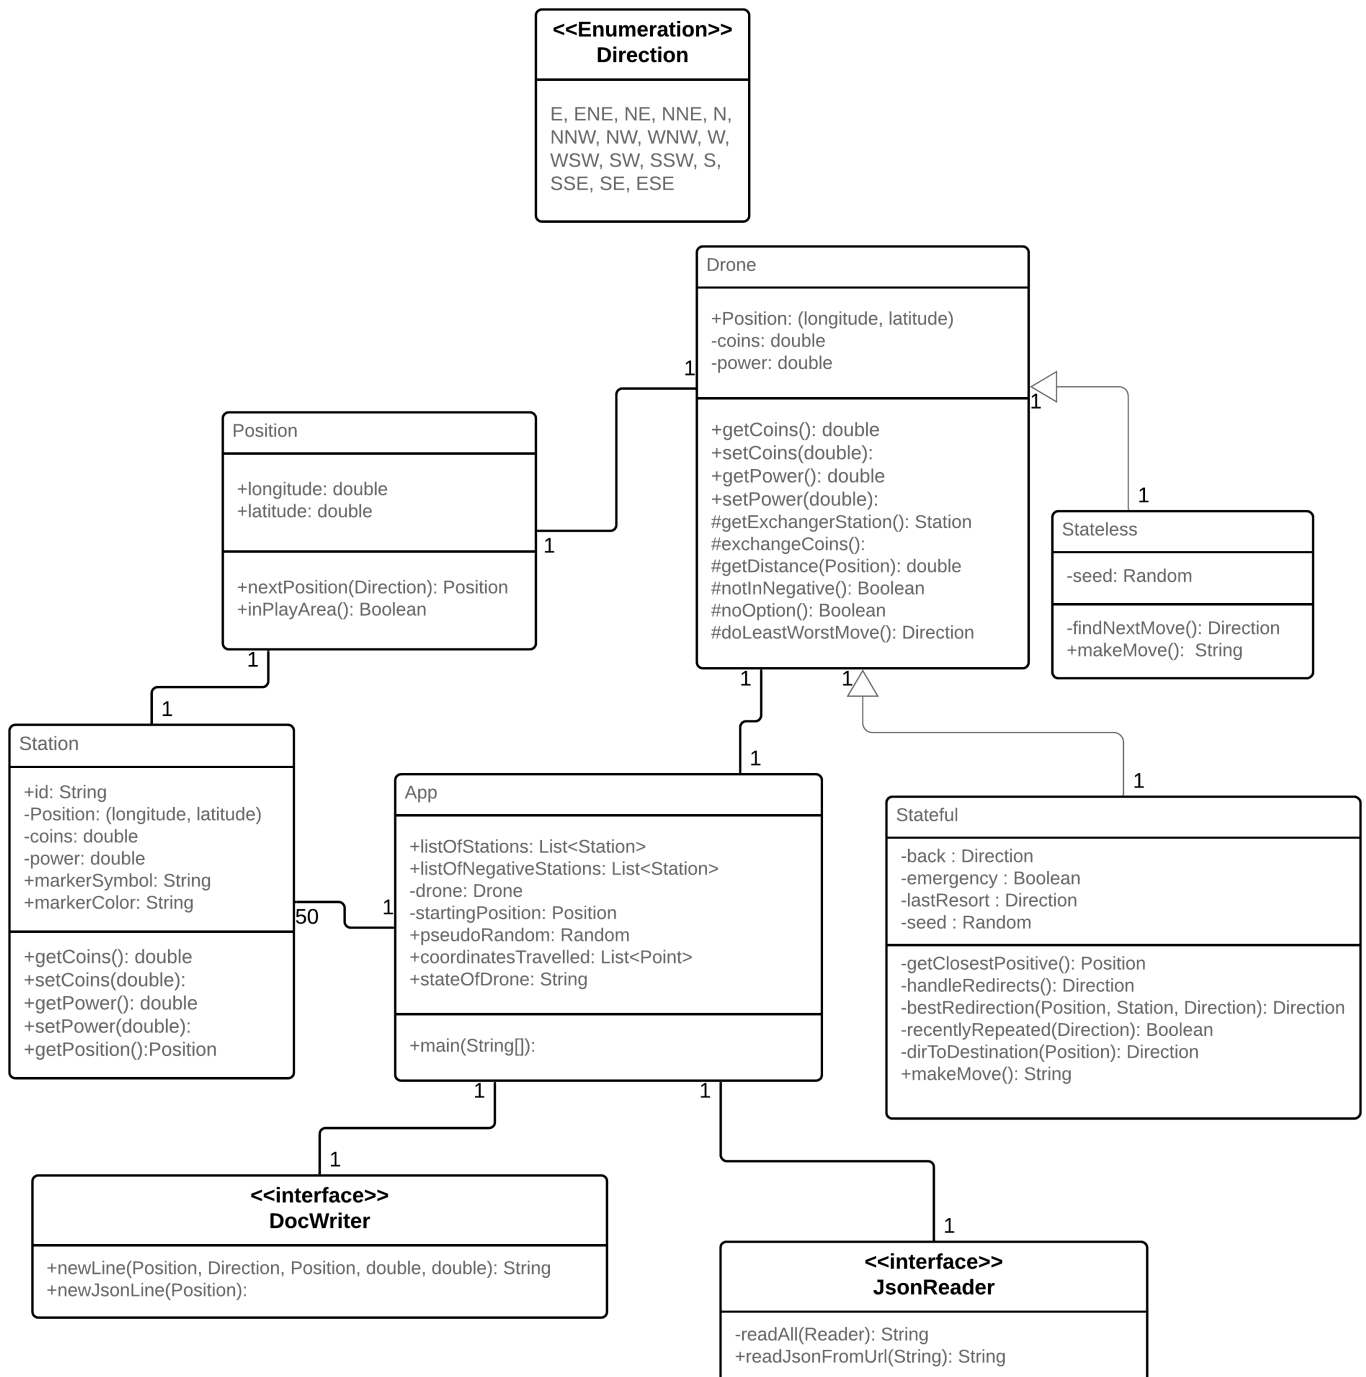 <<Enumeration>>
Direction
E, ENE, NE, NNE, N,
NNW, NW, WNW, W,
WSW, SW, SSW, S,
SSE, SE, ESE
Drone
+Position: (longitude, latitude)
-coins: double
-power: double
+getCoins(): double
+setCoins(double):
+getPower(): double
+setPower(double):
#getExchangerStation(): Station
#exchangeCoins():
#getDistance(Position): double
#notInNegative(): Boolean
#noOption(): Boolean
#doLeastWorstMove(): Direction
1
1
1
1
Position
+longitude: double
+latitude: double
+nextPosition(Direction): Position
+inPlayArea(): Boolean
1
1
1
Stateless
-seed: Random
-findNextMove(): Direction
+makeMove():  String
1
Station
+id: String
-Position: (longitude, latitude)
-coins: double
-power: double
+markerSymbol: String
+markerColor: String
+getCoins(): double
+setCoins(double):
+getPower(): double
+setPower(double):
+getPosition():Position
50
1
1
App
+listOfStations: List<Station>
+listOfNegativeStations: List<Station>
-drone: Drone
-startingPosition: Position
+pseudoRandom: Random
+coordinatesTravelled: List<Point>
+stateOfDrone: String
+main(String[]):
1
1
1
Stateful
-back : Direction
-emergency : Boolean
-lastResort : Direction
-seed : Random
-getClosestPositive(): Position
-handleRedirects(): Direction
-bestRedirection(Position, Station, Direction): Direction
-recentlyRepeated(Direction): Boolean
-dirToDestination(Position): Direction
+makeMove(): String
1
<<interface>>
DocWriter
+newLine(Position, Direction, Position, double, double): String
+newJsonLine(Position):
1
<<interface>>
JsonReader
-readAll(Reader): String
+readJsonFromUrl(String): String